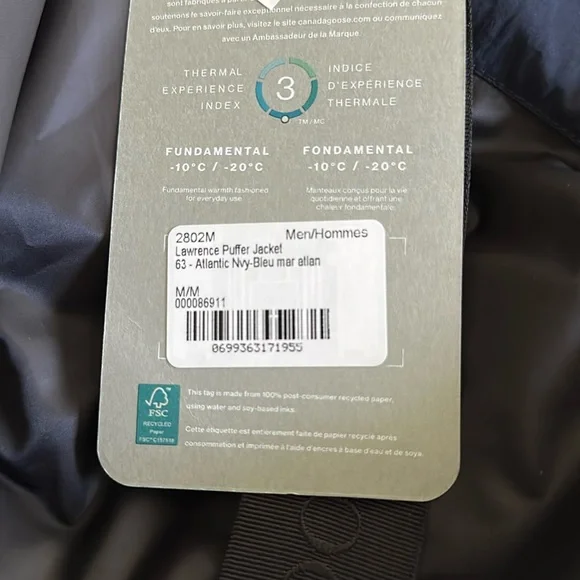 sont fabriqués à
soutenons le savoir-faire exceptionnel nécessaire à la confection de chacun
d'eux. Pour en savoir plus, visitez le site canadagoose.com ou communiquez
avec un Ambassadeur de la Marque.
THERMAL
EXPERIENCE
INDEX
3
TM/MC
INDICE
D'EXPÉRIENCE
THERMALE
FUNDAMENTAL
-10°C / -20°C
Fundamental warmth fashioned
for everyday use.
FONDAMENTAL
-10°C / -20°C
Manteaux conçus pour la vie
quotidienne et offrant une
chaleur fondamentale.
2802M Men/Hommes
Lawrence Puffer Jacket
63 - Atlantic Nvy-Bleu mar atlan
M/M
000086911
0699363171955
FSC
RECYCLED
Paper
This tag is made from 100% post-consumer recycled paper,
using water and soy-based inks.
Cette étiquette est entièrement faite de papier recyclé après
consommation et imprimée à l'aide d'encres à base d'eau et de soya.